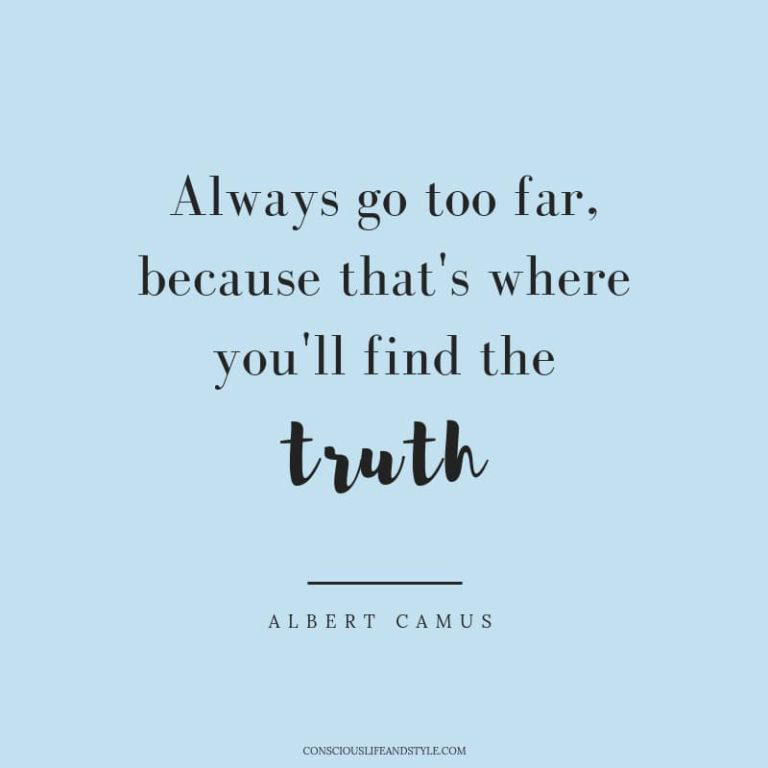 Always go too far,
because that's where
you'll find the
truth
ALBERT CAMUS
CONSCIOUSLIFEANDSTYLE.COM